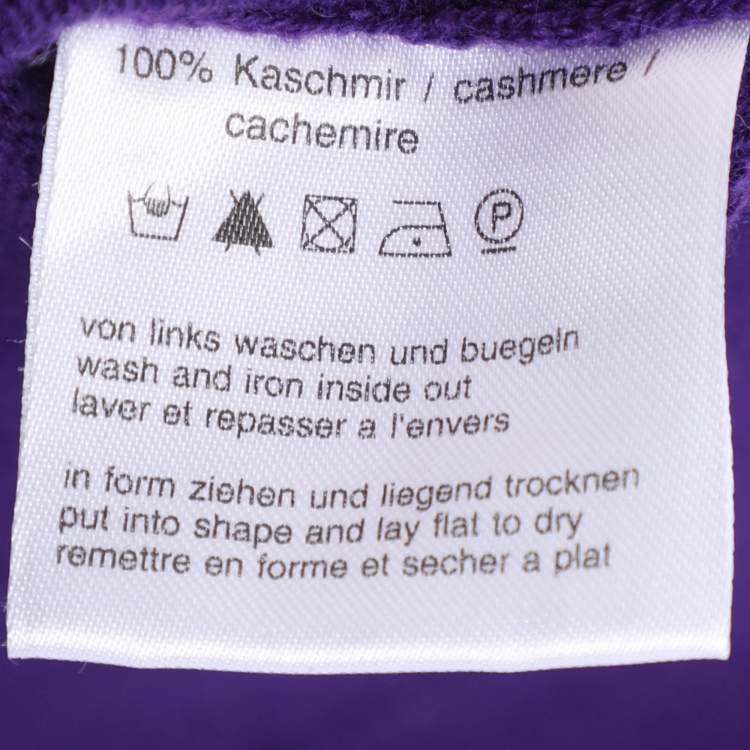 100% Kaschmir / cashmere /
cachemire
P
von links waschen und buegeln
wash and iron inside out
laver et repasser a l'envers
in form ziehen und liegend trocknen
put into shape and lay flat to dry
remettre en forme et secher a plat